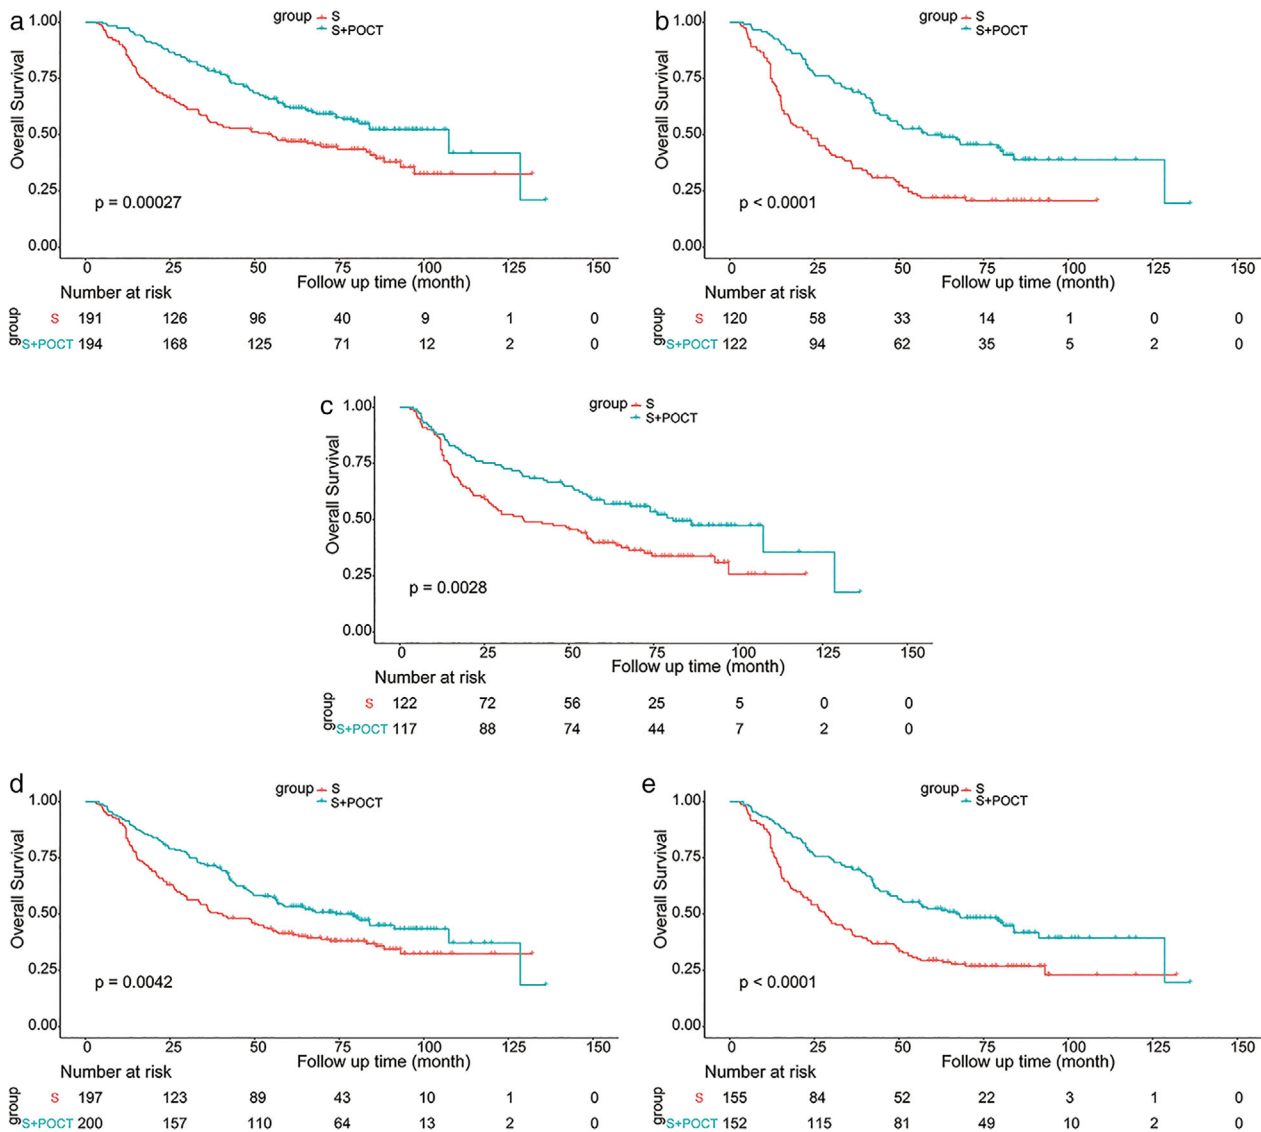 a
group S
S+POCT
Overall Survival
1.00
0.75
0.50
0.25
0.00
p = 0.00027
0 25 50 75 100 125 150
Follow up time (month)
Number at risk
group
S 191 126 96 40 9 1 0
S+POCT 194 168 125 71 12 2 0
b
group S
S+POCT
Overall Survival
1.00
0.75
0.50
0.25
0.00
p < 0.0001
0 25 50 75 100 125 150
Follow up time (month)
Number at risk
group
S 120 58 33 14 1 0 0
S+POCT 122 94 62 35 5 2 0
c
group S
S+POCT
Overall Survival
1.00
0.75
0.50
0.25
0.00
p = 0.0028
0 25 50 75 100 125 150
Follow up time (month)
Number at risk
group
S 122 72 56 25 5 0 0
S+POCT 117 88 74 44 7 2 0
d
group S
S+POCT
Overall Survival
1.00
0.75
0.50
0.25
0.00
p = 0.0042
0 25 50 75 100 125 150
Follow up time (month)
Number at risk
group
S 197 123 89 43 10 1 0
S+POCT 200 157 110 64 13 2 0
e
group S
S+POCT
Overall Survival
1.00
0.75
0.50
0.25
0.00
p < 0.0001
0 25 50 75 100 125 150
Follow up time (month)
Number at risk
group
S 155 84 52 22 3 1 0
S+POCT 152 115 81 49 10 2 0